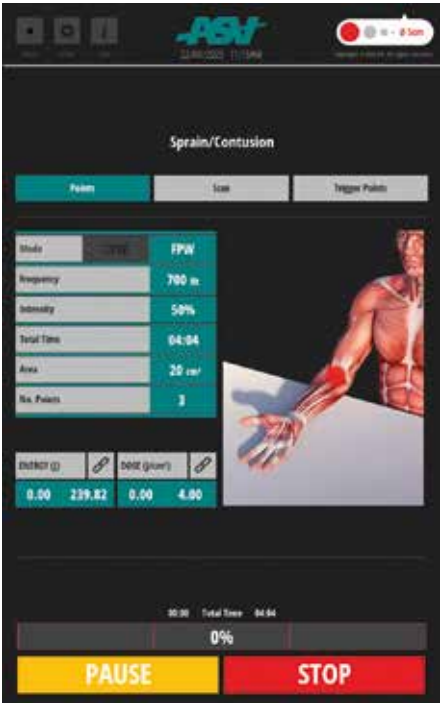 ASA
Sprain/Contusion
Points Scan Trigger Points
Mode FPW
Frequency 700 Hz
Intensity 50%
Total Time 04:04
Area 20 cm²
No. Points 3
ENERGY (J) DOSE (J/cm²)
0.00 239.82 0.00 4.00
00:00 Total Time 04:04
0%
PAUSE STOP